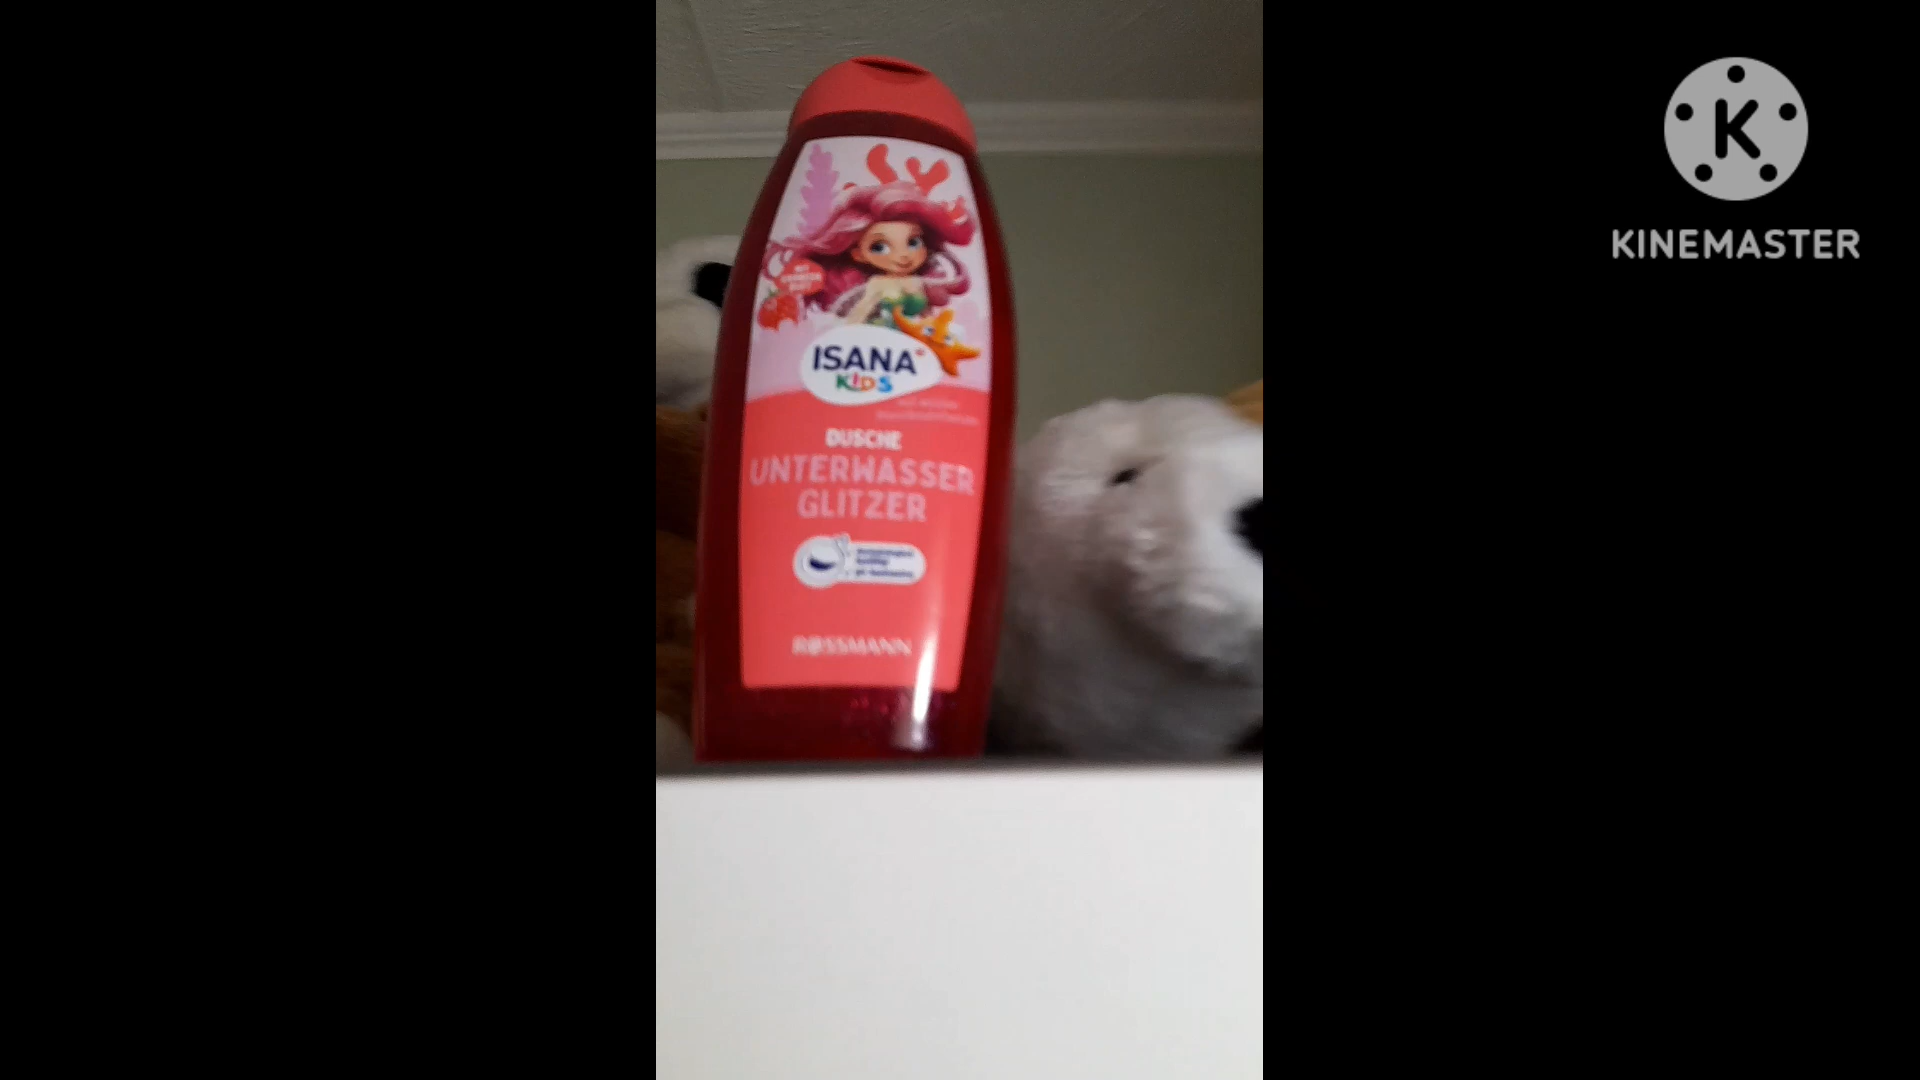 ISANA
KIDS
DUSCHE
UNTERWASSER
GLITZER
ROSSMANN
K
KINEMASTER